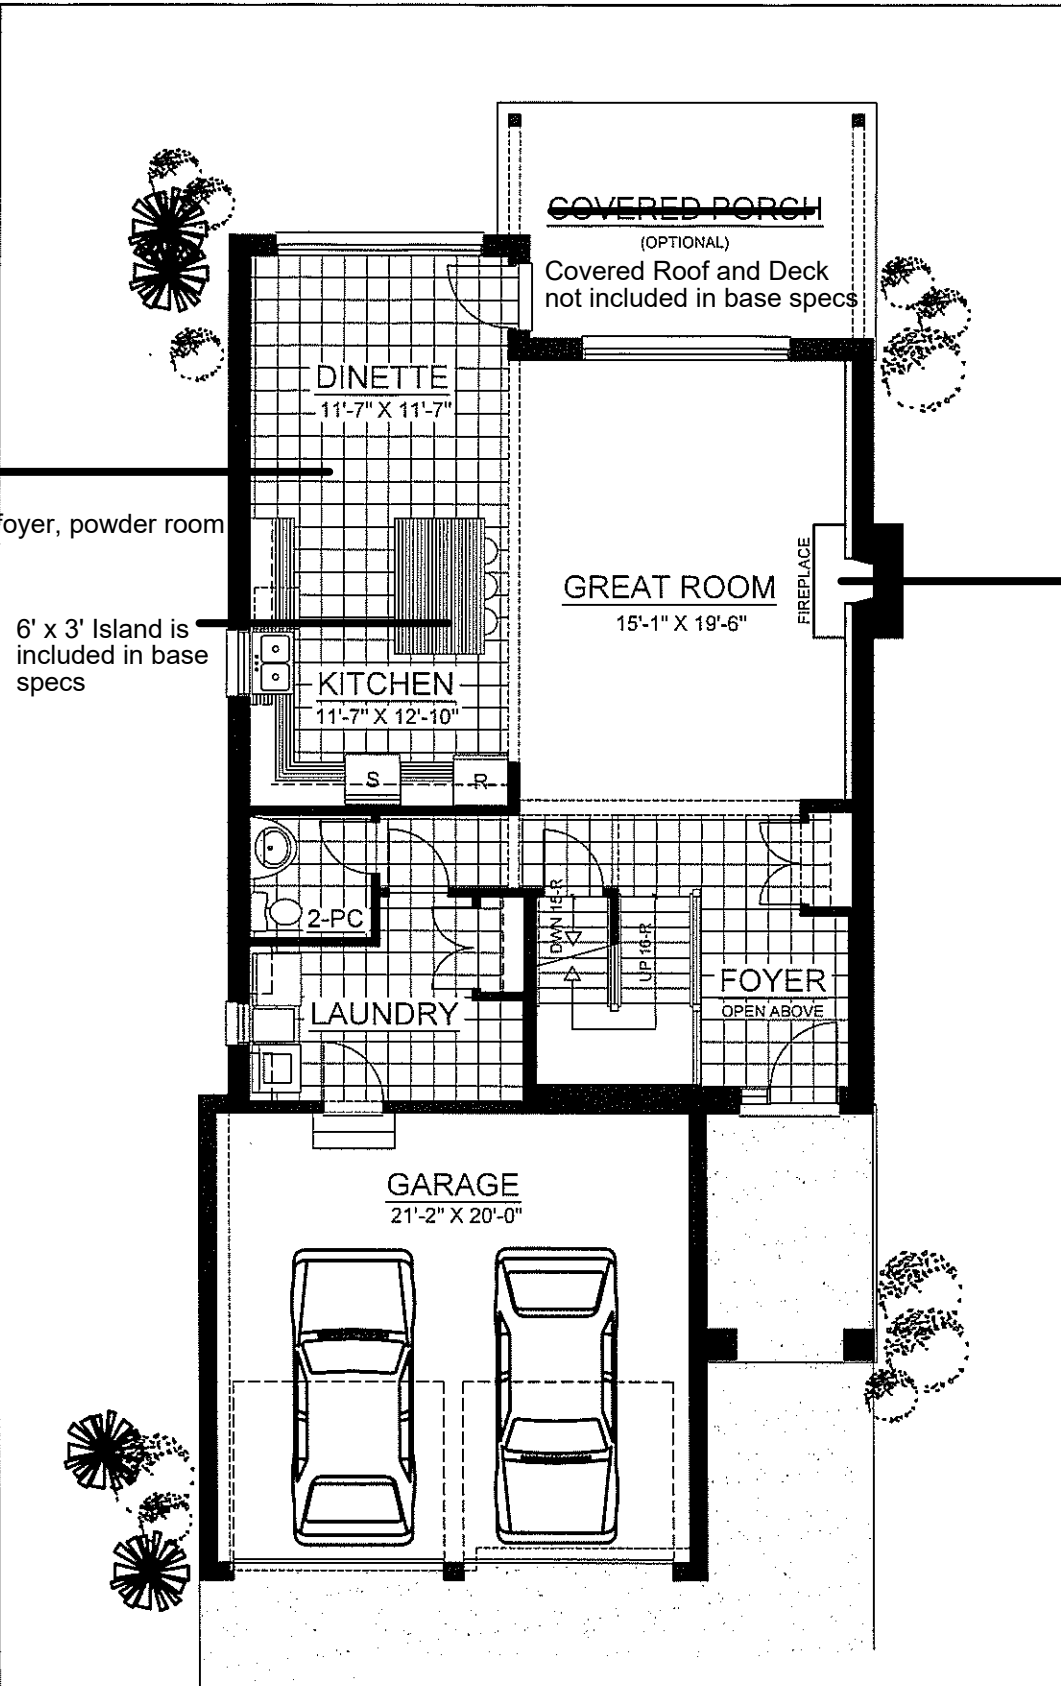 COVERED PORCH
(OPTIONAL)
Covered Roof and Deck
not included in base specs
DINETTE
11'-7" X 11'-7"
foyer, powder room
FIREPLACE
GREAT ROOM
15'-1" X 19'-6"
6' x 3' Island is
included in base
specs
KITCHEN
11'-7" X 12'-10"
S
R
2-PC
DWN 15-R
UP 16-R
FOYER
OPEN ABOVE
LAUNDRY
GARAGE
21'-2" X 20'-0"